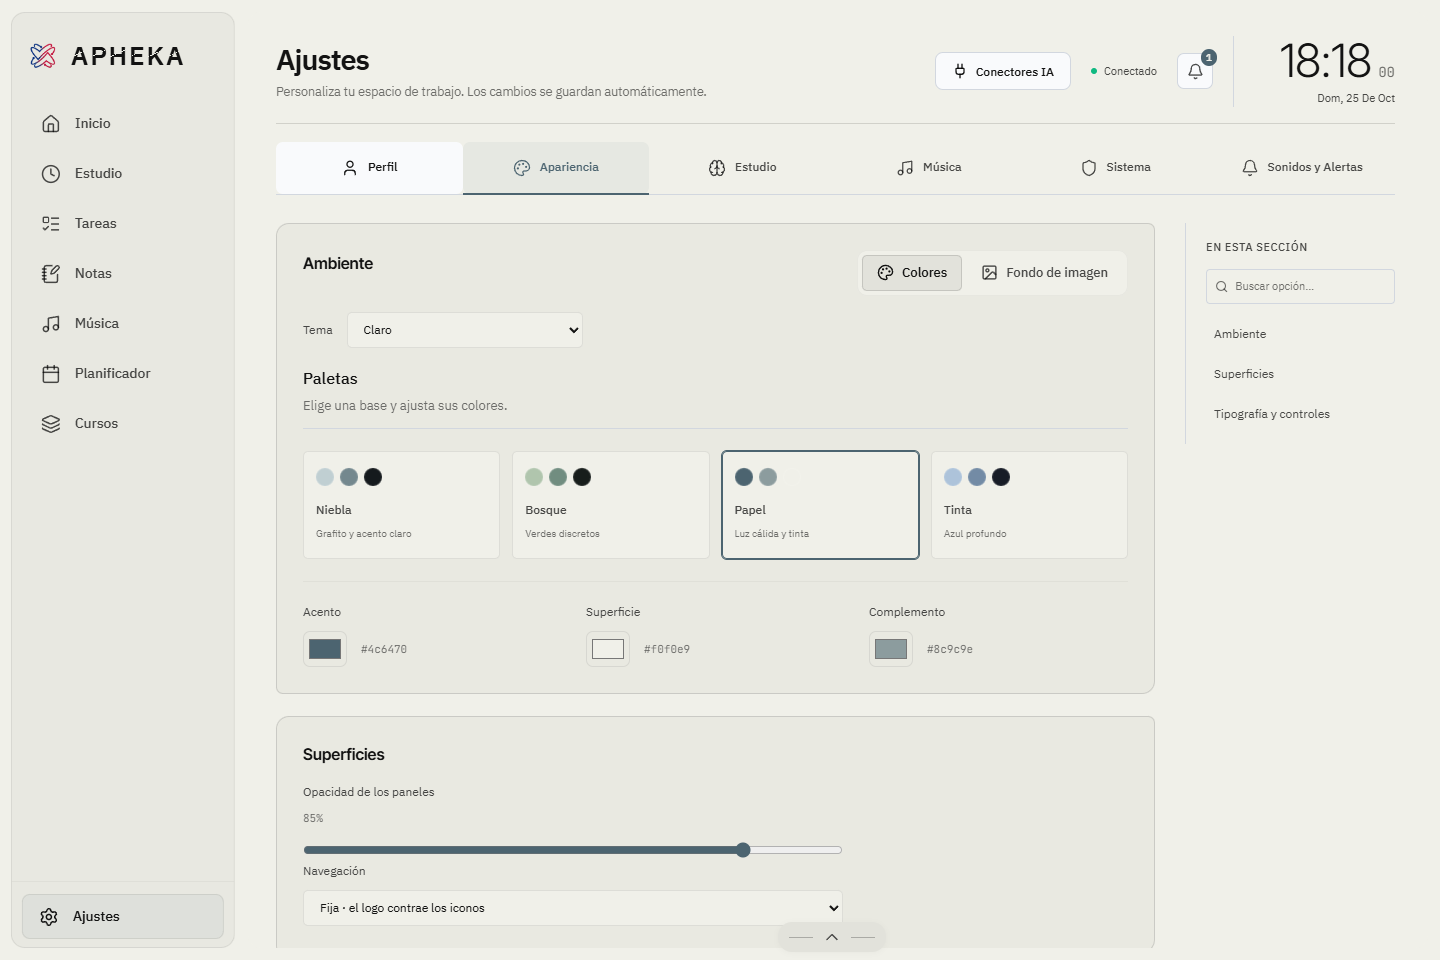 APHEKA
Inicio
Estudio
Tareas
Notas
Música
Planificador
Cursos
Ajustes
Ajustes
Personaliza tu espacio de trabajo. Los cambios se guardan automáticamente.
Conectores IA
Conectado
1
18:18 00
Dom, 25 De Oct
Perfil
Apariencia
Estudio
Música
Sistema
Sonidos y Alertas
Ambiente
Colores
Fondo de imagen
Tema
Claro
Paletas
Elige una base y ajusta sus colores.
Niebla
Grafito y acento claro
Bosque
Verdes discretos
Papel
Luz cálida y tinta
Tinta
Azul profundo
Acento
#4c6470
Superficie
#f0f0e9
Complemento
#8c9c9e
Superficies
Opacidad de los paneles
85%
Navegación
Fija · el logo contrae los iconos
EN ESTA SECCIÓN
Buscar opción...
Ambiente
Superficies
Tipografía y controles